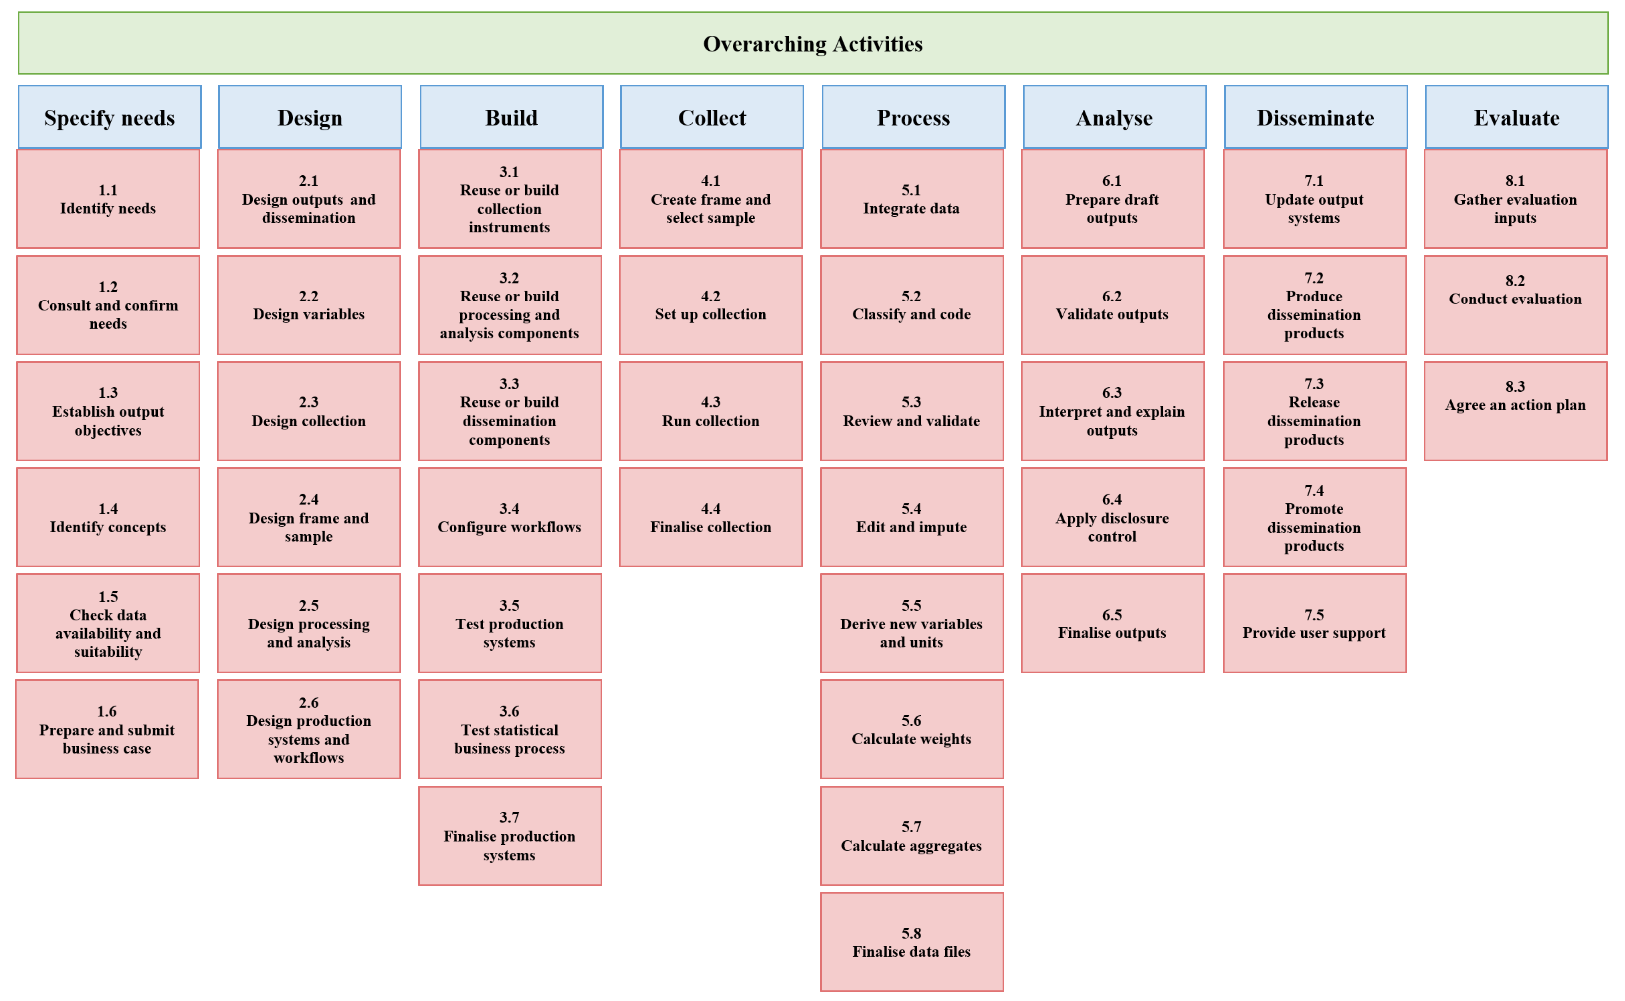 Overarching Activities
Specify needs
Design
Build
Collect
Process
Analyse
Disseminate
Evaluate
1.1
Identify needs
1.2
Consult and confirm
needs
1.3
Establish output
objectives
1.4
Identify concepts
1.5
Check data
availability and
suitability
1.6
Prepare and submit
business case
2.1
Design outputs and
dissemination
2.2
Design variables
2.3
Design collection
2.4
Design frame and
sample
2.5
Design processing
and analysis
2.6
Design production
systems and
workflows
3.1
Reuse or build
collection
instruments
3.2
Reuse or build
processing and
analysis components
3.3
Reuse or build
dissemination
components
3.4
Configure workflows
3.5
Test production
systems
3.6
Test statistical
business process
3.7
Finalise production
systems
4.1
Create frame and
select sample
4.2
Set up collection
4.3
Run collection
4.4
Finalise collection
5.1
Integrate data
5.2
Classify and code
5.3
Review and validate
5.4
Edit and impute
5.5
Derive new variables
and units
5.6
Calculate weights
5.7
Calculate aggregates
5.8
Finalise data files
6.1
Prepare draft
outputs
6.2
Validate outputs
6.3
Interpret and explain
outputs
6.4
Apply disclosure
control
6.5
Finalise outputs
7.1
Update output
systems
7.2
Produce
dissemination
products
7.3
Release
dissemination
products
7.4
Promote
dissemination
products
7.5
Provide user support
8.1
Gather evaluation
inputs
8.2
Conduct evaluation
8.3
Agree an action plan